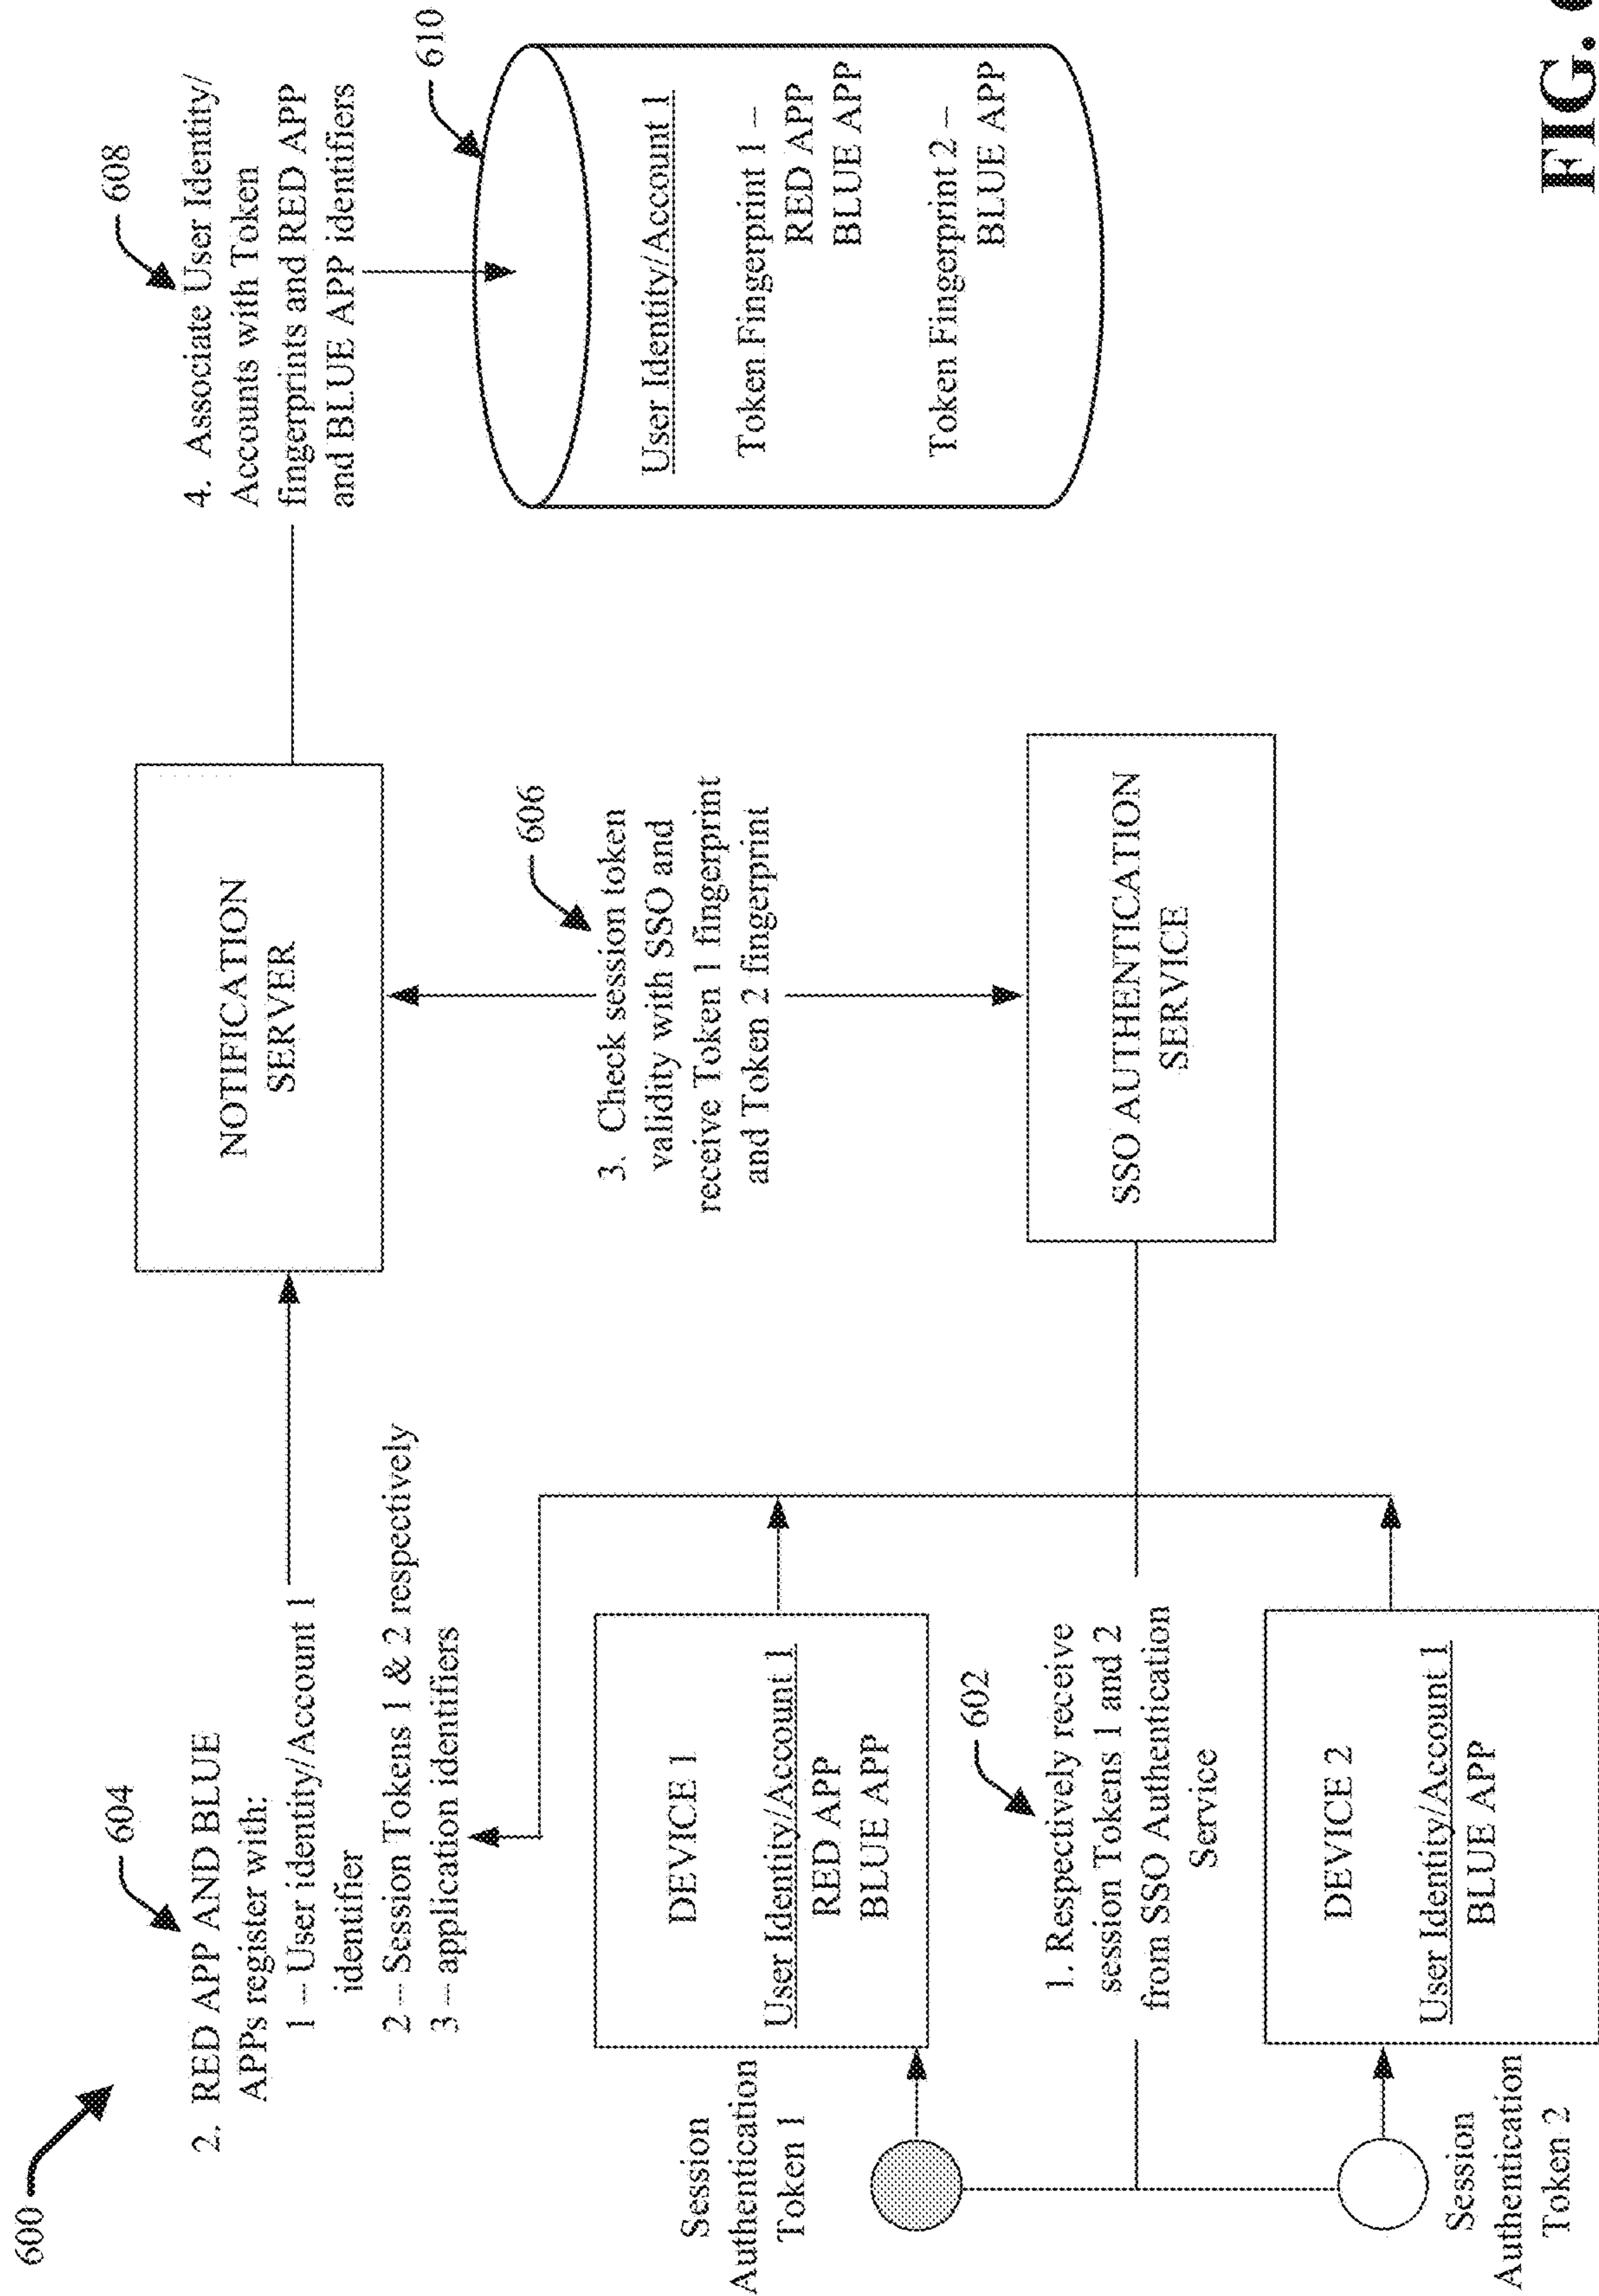 600
604
2. RED APP AND BLUE
APPs register with:
1 – User identity/Account 1
identifier
2 – Session Tokens 1 & 2 respectively
3 – application identifiers
NOTIFICATION
SERVER
608
4. Associate User Identity/
Accounts with Token
fingerprints and RED APP
and BLUE APP identifiers
610
User Identity/Account 1
Token Fingerprint 1 –
RED APP
BLUE APP
Token Fingerprint 2 –
BLUE APP
606
3. Check session token
validity with SSO and
receive Token 1 fingerprint
and Token 2 fingerprint
Session
Authentication
Token 1
DEVICE 1
User Identity/Account 1
RED APP
BLUE APP
602
1. Respectively receive
session Tokens 1 and 2
from SSO Authentication
Service
SSO AUTHENTICATION
SERVICE
Session
Authentication
Token 2
DEVICE 2
User Identity/Account 1
BLUE APP
FIG.